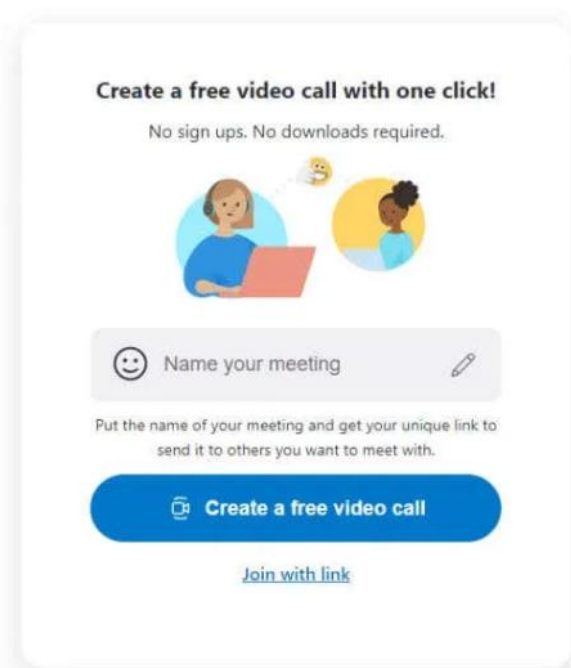 Create a free video call with one click!
No sign ups. No downloads required.
Name your meeting
Put the name of your meeting and get your unique link to
send it to others you want to meet with.
Create a free video call
Join with link